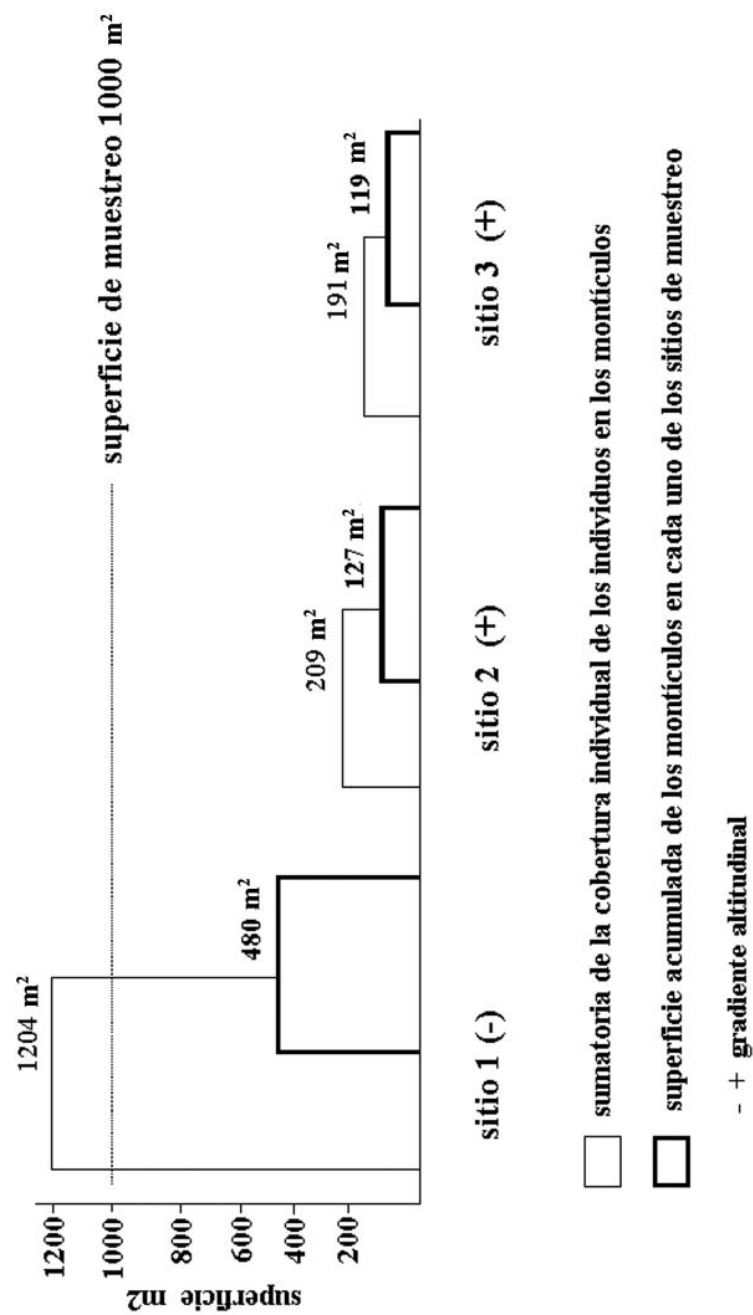 superficie m2
1200
1000
800
600
400
200
superficie de muestreo 1000 m²
1204 m²
480 m²
209 m²
127 m²
191 m²
119 m²
sitio 1 (-)
sitio 2 (+)
sitio 3 (+)
sumatoria de la cobertura individual de los individuos en los montículos
superficie acumulada de los montículos en cada uno de los sitios de muestreo
- + gradiente altitudinal